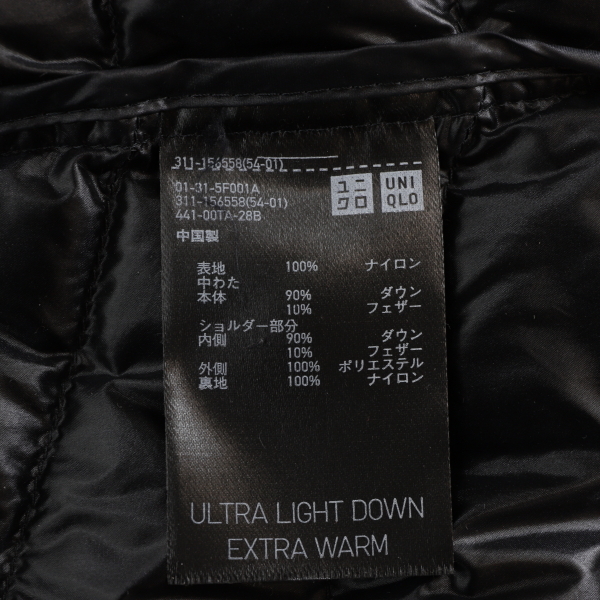 311-156558(54-01)
ユニクロ UNIQLO
01-31-5F001A
311-156558(54-01)
441-00TA-28B
中国製
表地 100% ナイロン
中わた
本体 90% ダウン
10% フェザー
ショルダー部分
内側 90% ダウン
10% フェザー
外側 100% ポリエステル
裏地 100% ナイロン
ULTRA LIGHT DOWN
EXTRA WARM